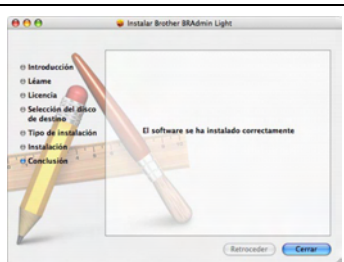 Instalar Brother BRAdmin Light
Introducción
Léame
Licencia
Selección del disco
de destino
Tipo de instalación
Instalación
Conclusión
El software se ha instalado correctamente
Retroceder
Cerrar